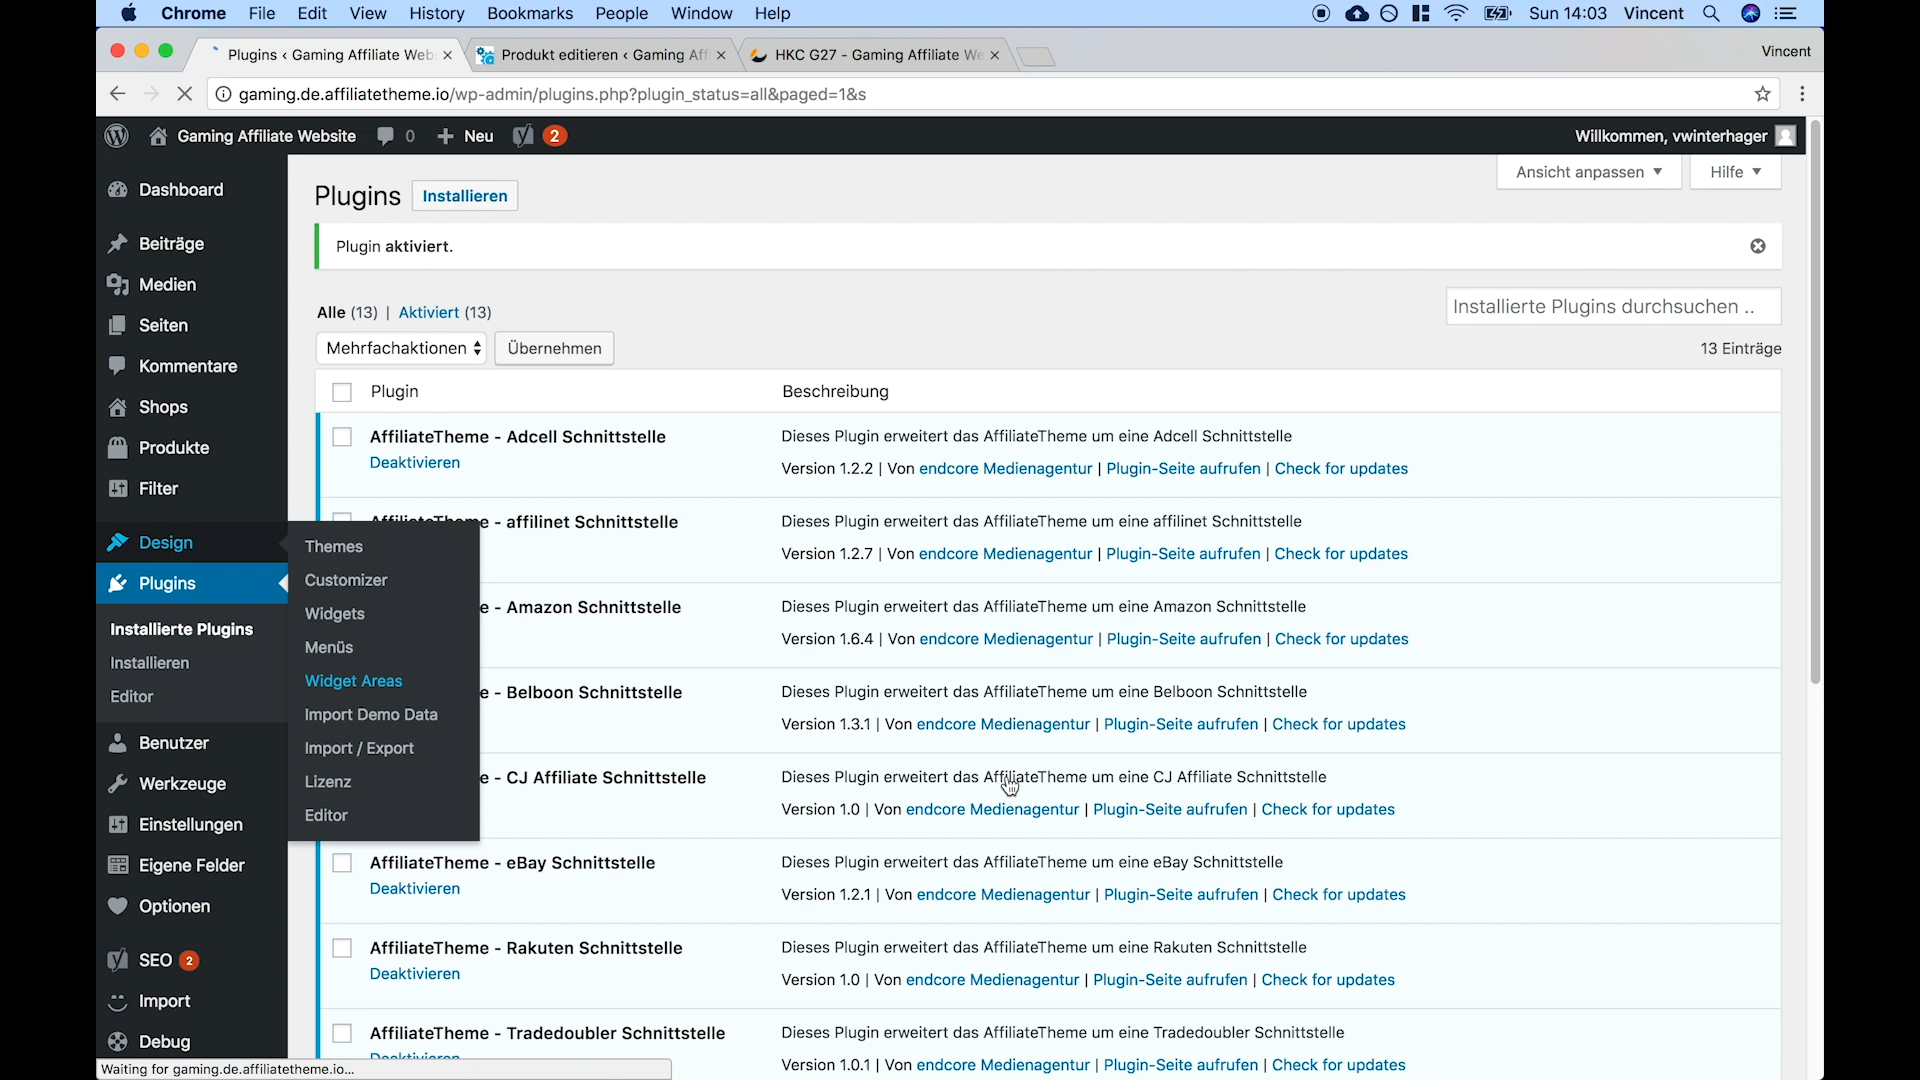 Chrome File Edit View History Bookmarks People Window Help Sun 14:03 Vincent
Plugins ‹ Gaming Affiliate Web Produkt editieren ‹ Gaming Aff HKC G27 - Gaming Affiliate We Vincent
gaming.de.affiliatetheme.io/wp-admin/plugins.php?plugin_status=all&paged=1&s
Gaming Affiliate Website 0 Neu 2 Willkommen, vwinterhager
Ansicht anpassen Hilfe
Dashboard
Beiträge
Medien
Seiten
Kommentare
Shops
Produkte
Filter
Design
Plugins
Installierte Plugins
Installieren
Editor
Benutzer
Werkzeuge
Einstellungen
Eigene Felder
Optionen
SEO 2
Import
Debug
Themes
Customizer
Widgets
Menüs
Widget Areas
Import Demo Data
Import / Export
Lizenz
Editor
Plugins Installieren
Plugin aktiviert.
Alle (13) | Aktiviert (13)
Installierte Plugins durchsuchen ..
Mehrfachaktionen Übernehmen 13 Einträge
Plugin Beschreibung
AffiliateTheme - Adcell Schnittstelle Dieses Plugin erweitert das AffiliateTheme um eine Adcell Schnittstelle
Deaktivieren Version 1.2.2 | Von endcore Medienagentur | Plugin-Seite aufrufen | Check for updates
AffiliateTheme - affilinet Schnittstelle Dieses Plugin erweitert das AffiliateTheme um eine affilinet Schnittstelle
Version 1.2.7 | Von endcore Medienagentur | Plugin-Seite aufrufen | Check for updates
e - Amazon Schnittstelle Dieses Plugin erweitert das AffiliateTheme um eine Amazon Schnittstelle
Version 1.6.4 | Von endcore Medienagentur | Plugin-Seite aufrufen | Check for updates
e - Belboon Schnittstelle Dieses Plugin erweitert das AffiliateTheme um eine Belboon Schnittstelle
Version 1.3.1 | Von endcore Medienagentur | Plugin-Seite aufrufen | Check for updates
e - CJ Affiliate Schnittstelle Dieses Plugin erweitert das AffiliateTheme um eine CJ Affiliate Schnittstelle
Version 1.0 | Von endcore Medienagentur | Plugin-Seite aufrufen | Check for updates
AffiliateTheme - eBay Schnittstelle Dieses Plugin erweitert das AffiliateTheme um eine eBay Schnittstelle
Deaktivieren Version 1.2.1 | Von endcore Medienagentur | Plugin-Seite aufrufen | Check for updates
AffiliateTheme - Rakuten Schnittstelle Dieses Plugin erweitert das AffiliateTheme um eine Rakuten Schnittstelle
Deaktivieren Version 1.0 | Von endcore Medienagentur | Plugin-Seite aufrufen | Check for updates
AffiliateTheme - Tradedoubler Schnittstelle Dieses Plugin erweitert das AffiliateTheme um eine Tradedoubler Schnittstelle
Deaktivieren Version 1.0.1 | Von endcore Medienagentur | Plugin-Seite aufrufen | Check for updates
Waiting for gaming.de.affiliatetheme.io...